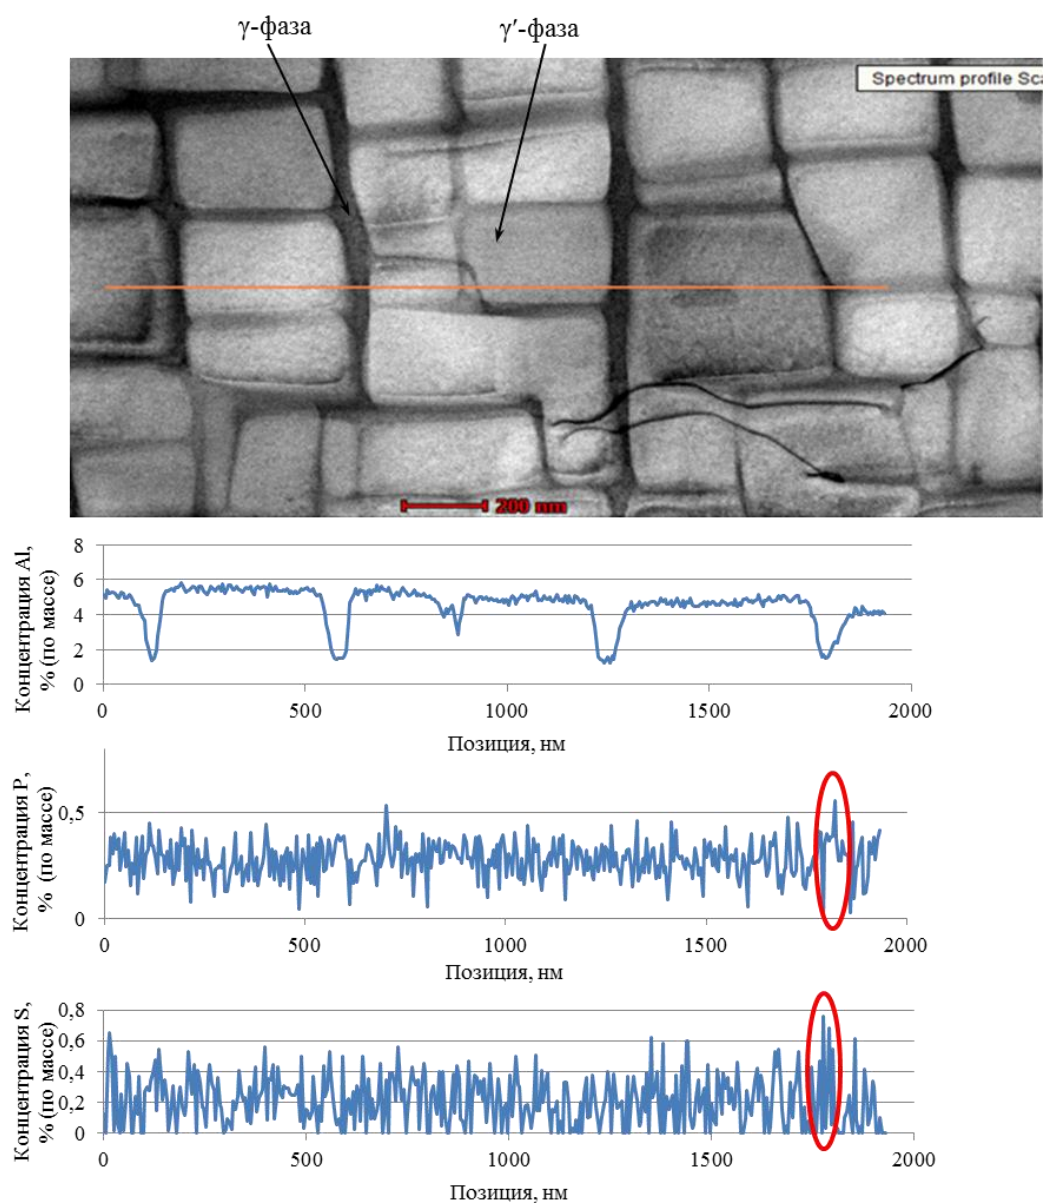 γ-фаза γ′-фаза
Spectrum profile Sca
200 nm
Концентрация Al,
% (по массе)
8
6
4
2
0
0 500 1000 1500 2000
Позиция, нм
Концентрация P,
% (по массе)
0,5
0
0 500 1000 1500 2000
Позиция, нм
Концентрация S,
% (по массе)
0,8
0,6
0,4
0,2
0
0 500 1000 1500 2000
Позиция, нм